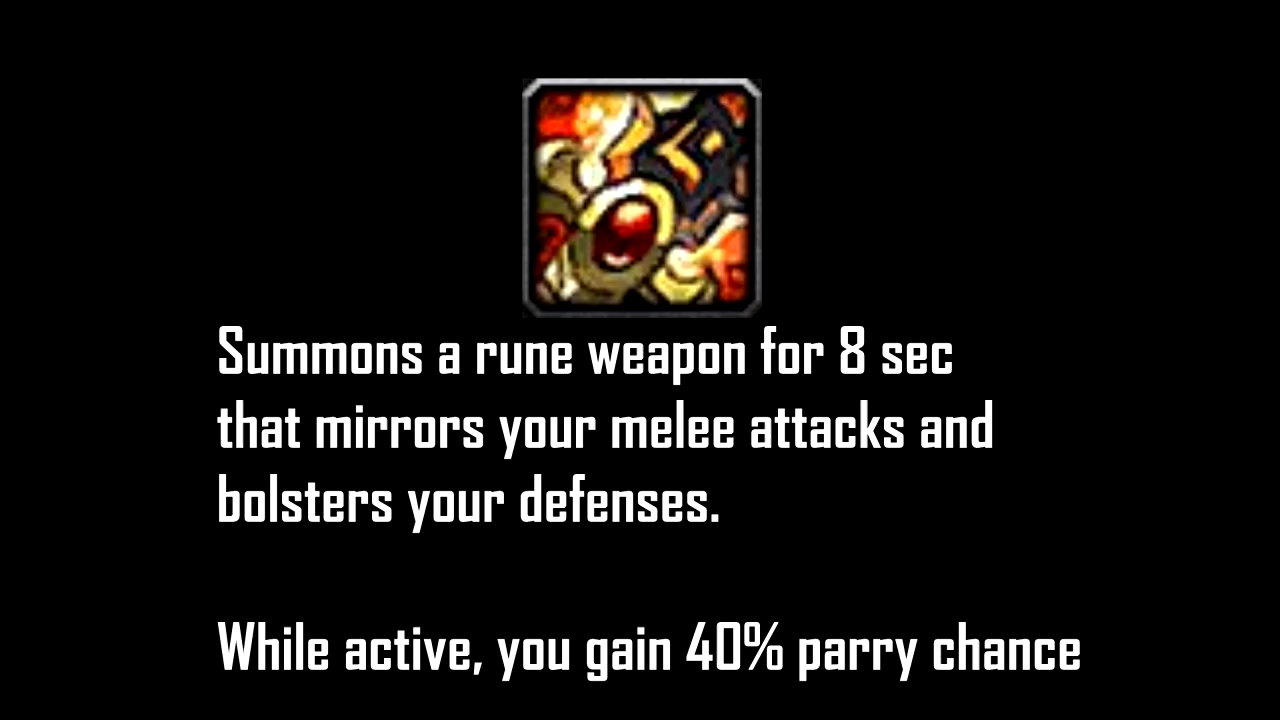 Summons a rune weapon for 8 sec
that mirrors your melee attacks and
bolsters your defenses.
While active, you gain 40% parry chance